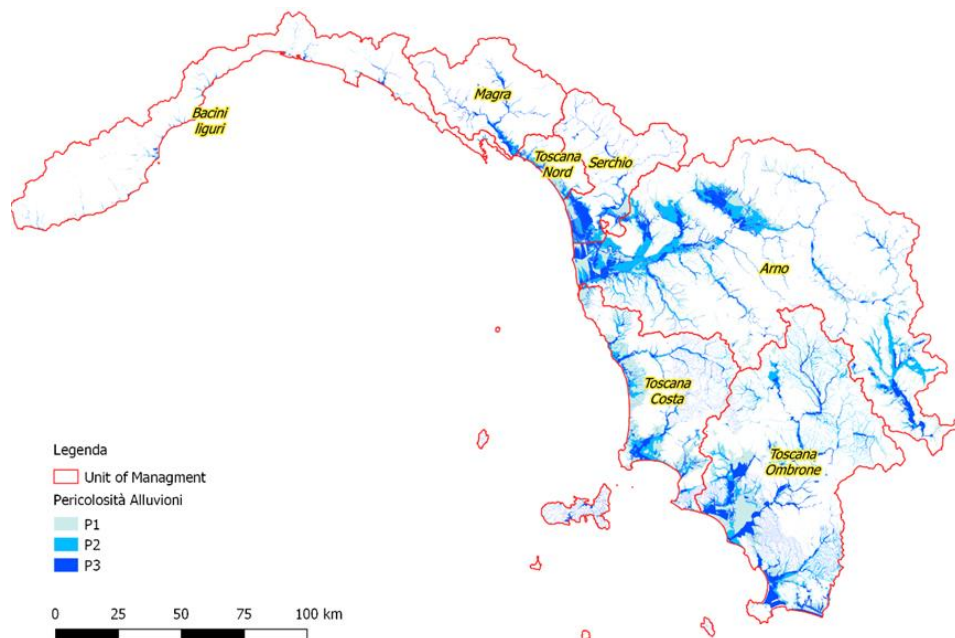 Bacini
liguri
Magra
Toscana
Nord
Serchio
Arno
Toscana
Costa
Toscana
Ombrone
Legenda
Unit of Managment
Pericolosità Alluvioni
P1
P2
P3
0 25 50 75 100 km